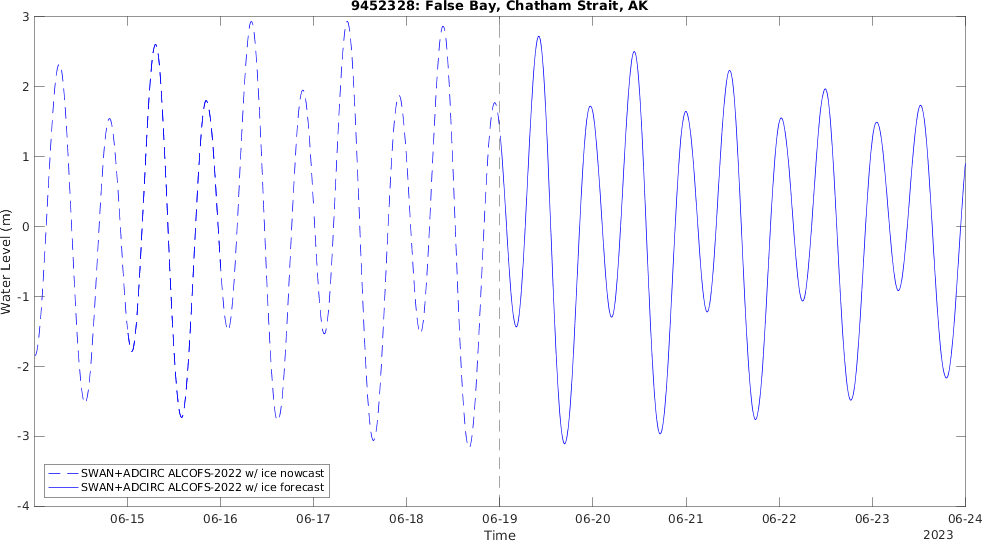 9452328: False Bay, Chatham Strait, AK
3
2
1
0
-1
-2
-3
-4
Water Level (m)
SWAN+ADCIRC ALCOFS-2022 w/ ice nowcast
SWAN+ADCIRC ALCOFS-2022 w/ ice forecast
06-15 06-16 06-17 06-18 06-19 06-20 06-21 06-22 06-23 06-24
Time
2023